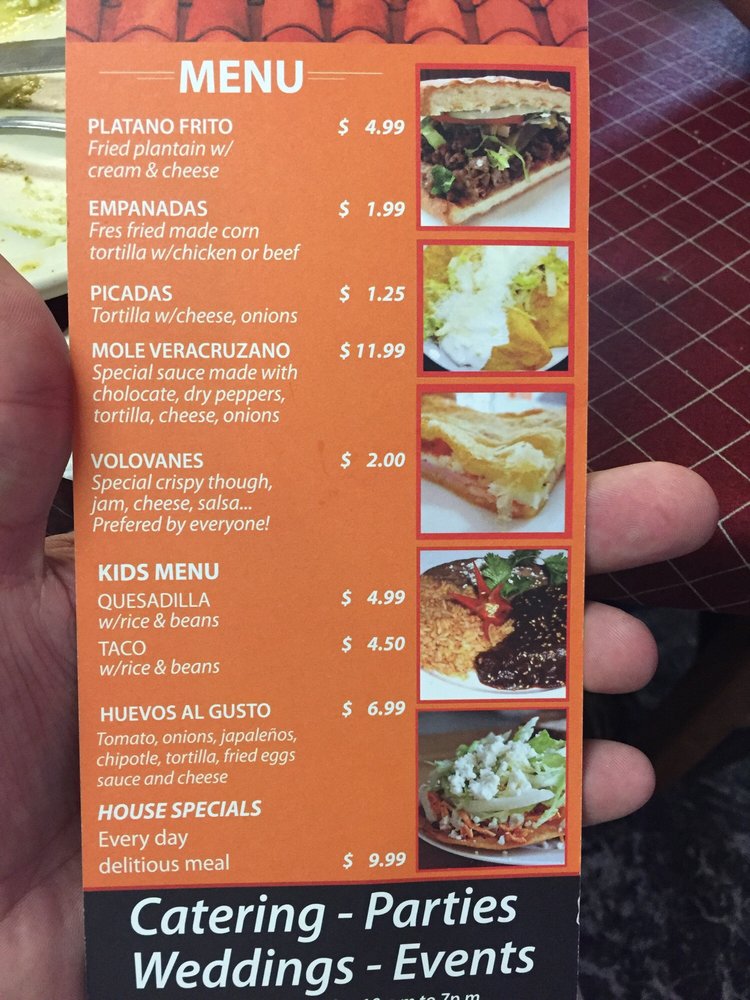 MENU
PLATANO FRITO $ 4.99
Fried plantain w/
cream & cheese
EMPANADAS $ 1.99
Fres fried made corn
tortilla w/chicken or beef
PICADAS $ 1.25
Tortilla w/cheese, onions
MOLE VERACRUZANO $ 11.99
Special sauce made with
cholocate, dry peppers,
tortilla, cheese, onions
VOLOVANES $ 2.00
Special crispy though,
jam, cheese, salsa...
Prefered by everyone!
KIDS MENU
QUESADILLA $ 4.99
w/rice & beans
TACO $ 4.50
w/rice & beans
HUEVOS AL GUSTO $ 6.99
Tomato, onions, japaleños,
chipotle, tortilla, fried eggs
sauce and cheese
HOUSE SPECIALS
Every day
delitious meal $ 9.99
Catering - Parties
Weddings - Events
to 7p.m